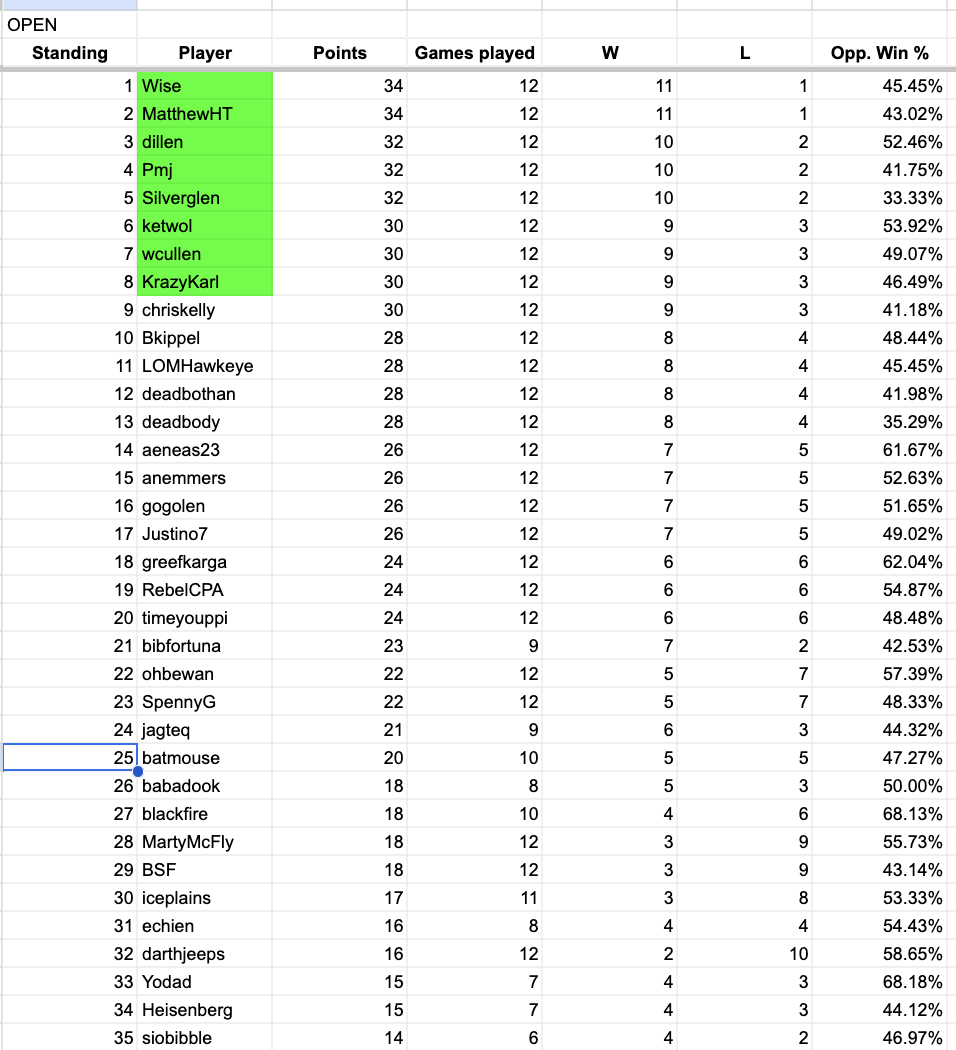 OPEN
Standing Player Points Games played W L Opp. Win %
1 Wise 34 12 11 1 45.45%
2 MatthewHT 34 12 11 1 43.02%
3 dillen 32 12 10 2 52.46%
4 Pmj 32 12 10 2 41.75%
5 Silverglen 32 12 10 2 33.33%
6 ketwol 30 12 9 3 53.92%
7 wcullen 30 12 9 3 49.07%
8 KrazyKarl 30 12 9 3 46.49%
9 chriskelly 30 12 9 3 41.18%
10 Bkippel 28 12 8 4 48.44%
11 LOMHawkeye 28 12 8 4 45.45%
12 deadbothan 28 12 8 4 41.98%
13 deadbody 28 12 8 4 35.29%
14 aeneas23 26 12 7 5 61.67%
15 anemmers 26 12 7 5 52.63%
16 gogolen 26 12 7 5 51.65%
17 Justino7 26 12 7 5 49.02%
18 greefkarga 24 12 6 6 62.04%
19 RebelCPA 24 12 6 6 54.87%
20 timeyouppi 24 12 6 6 48.48%
21 bibfortuna 23 9 7 2 42.53%
22 ohbewan 22 12 5 7 57.39%
23 SpennyG 22 12 5 7 48.33%
24 jagteq 21 9 6 3 44.32%
25 batmouse 20 10 5 5 47.27%
26 babadook 18 8 5 3 50.00%
27 blackfire 18 10 4 6 68.13%
28 MartyMcFly 18 12 3 9 55.73%
29 BSF 18 12 3 9 43.14%
30 iceplains 17 11 3 8 53.33%
31 echien 16 8 4 4 54.43%
32 darthjeeps 16 12 2 10 58.65%
33 Yodad 15 7 4 3 68.18%
34 Heisenberg 15 7 4 3 44.12%
35 siobibble 14 6 4 2 46.97%